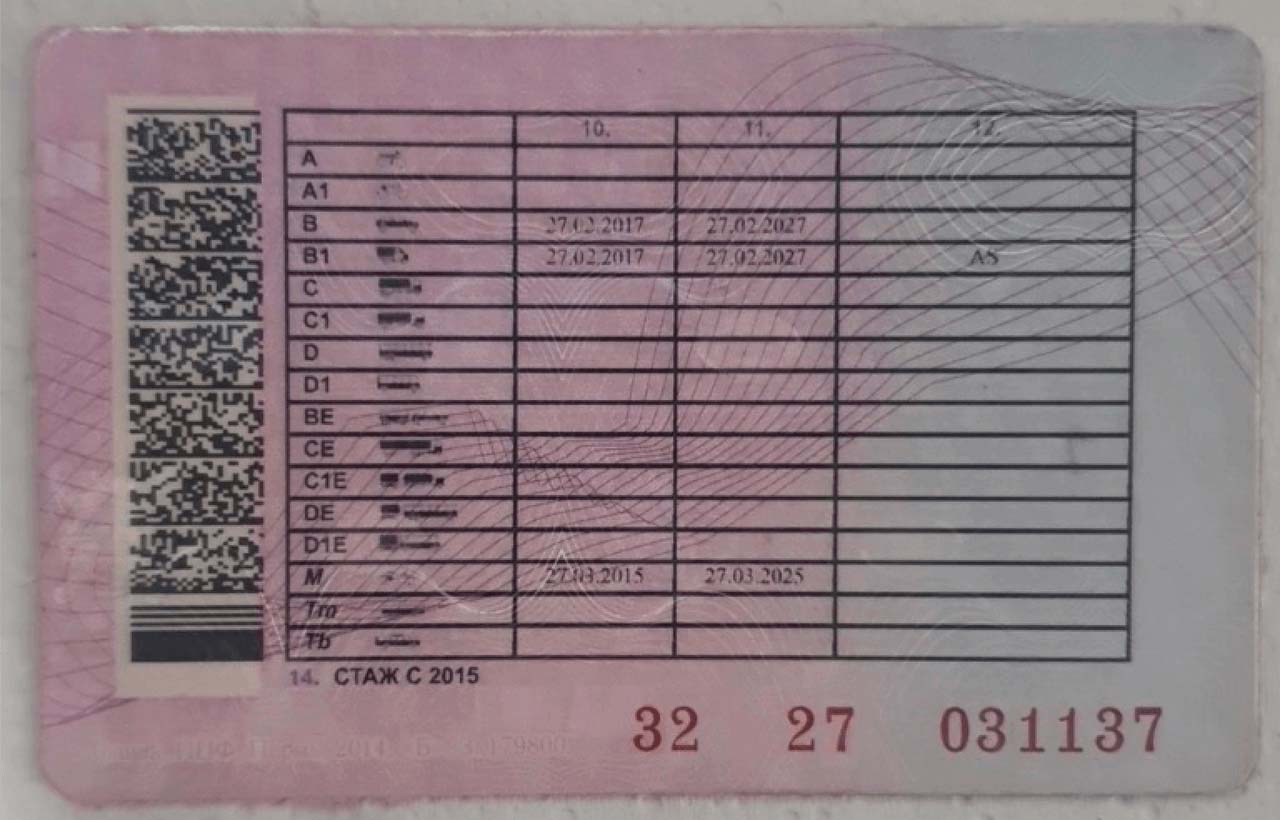 10. 11. 12.
A
A1
B 27.02.2017 27.02.2027
B1 27.02.2017 27.02.2027 AS
C
C1
D
D1
BE
CE
C1E
DE
D1E
M 27.03.2015 27.03.2025
Tm
Tb
14. СТАЖ С 2015
32 27 031137
2014 Б